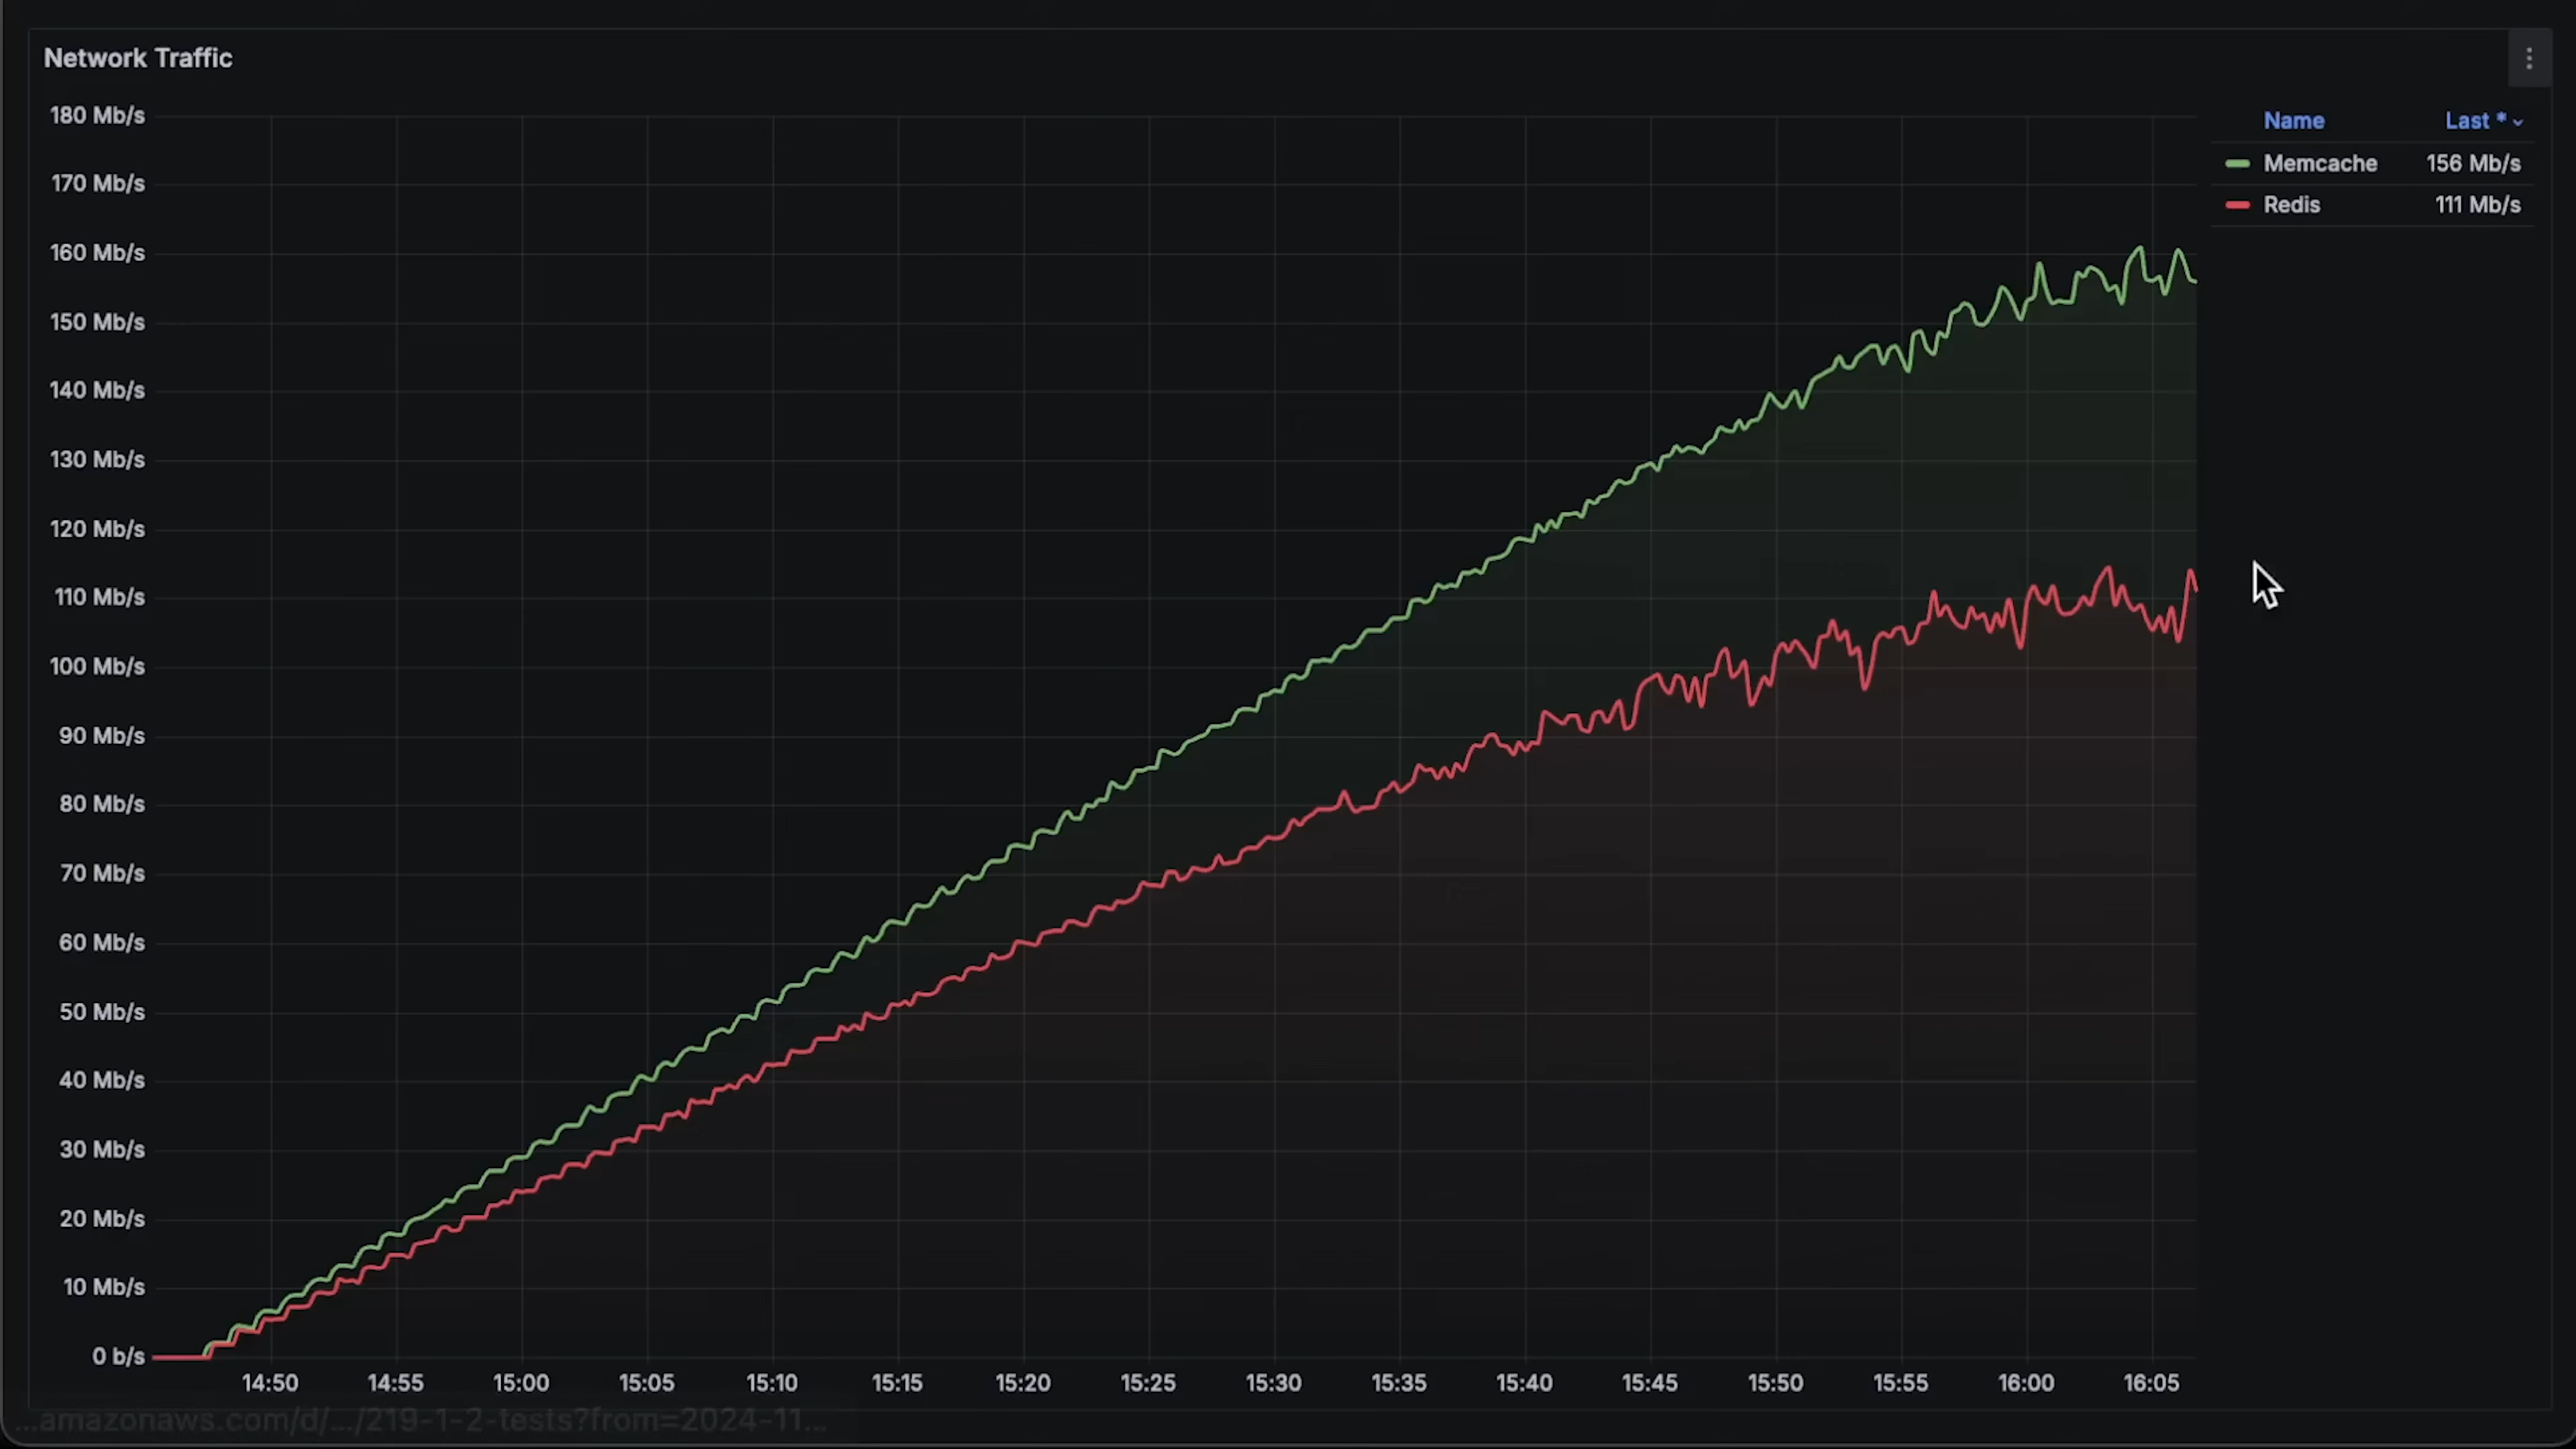 Network Traffic
180 Mb/s
170 Mb/s
160 Mb/s
150 Mb/s
140 Mb/s
130 Mb/s
120 Mb/s
110 Mb/s
100 Mb/s
90 Mb/s
80 Mb/s
70 Mb/s
60 Mb/s
50 Mb/s
40 Mb/s
30 Mb/s
20 Mb/s
10 Mb/s
0 b/s
14:50 14:55 15:00 15:05 15:10 15:15 15:20 15:25 15:30 15:35 15:40 15:45 15:50 15:55 16:00 16:05
Name Last *
Memcache 156 Mb/s
Redis 111 Mb/s
...amazonaws.com/d/.../219-1-2-tests?from=2024-11...